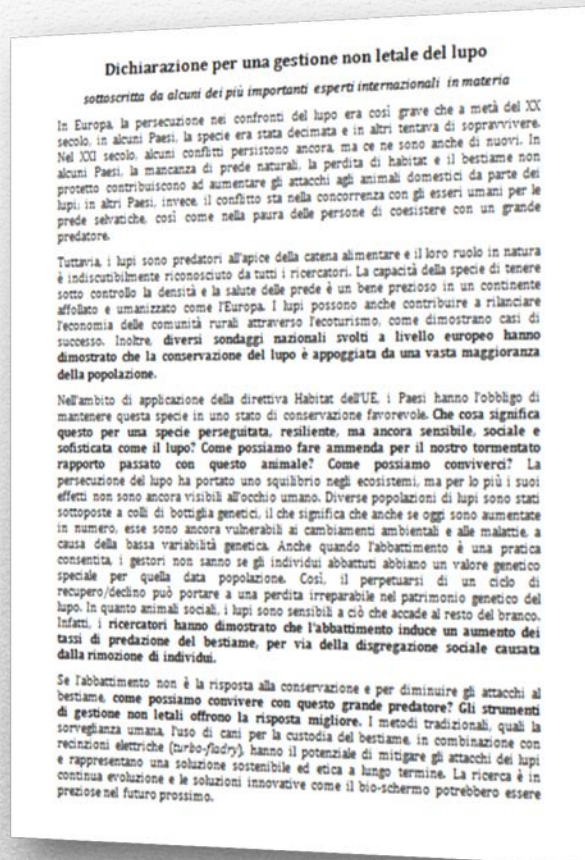 Dichiarazione per una gestione non letale del lupo
sottoscritta da alcuni dei più importanti esperti internazionali in materia
In Europa, la persecuzione nei confronti del lupo era così grave che a metà del XX
secolo, in alcuni Paesi, la specie era stata decimata e in altri tentava di sopravvivere.
Nel XXI secolo, alcuni conflitti persistono ancora, ma ce ne sono anche di nuovi. In
alcuni Paesi, la mancanza di prede naturali, la perdita di habitat e il bestiame non
protetto contribuiscono ad aumentare gli attacchi agli animali domestici da parte dei
lupi; in altri Paesi, invece, il conflitto sta nella concorrenza con gli esseri umani per le
prede selvatiche, così come nella paura delle persone di coesistere con un grande
predatore.
Tuttavia, i lupi sono predatori all'apice della catena alimentare e il loro ruolo in natura
è indiscutibilmente riconosciuto da tutti i ricercatori. La capacità della specie di tenere
sotto controllo la densità e la salute delle prede è un bene prezioso in un continente
affollato e umanizzato come l'Europa. I lupi possono anche contribuire a rilanciare
l'economia delle comunità rurali attraverso l'ecoturismo, come dimostrano casi di
successo. Inoltre, diversi sondaggi nazionali svolti a livello europeo hanno
dimostrato che la conservazione del lupo è appoggiata da una vasta maggioranza
della popolazione.
Nell'ambito di applicazione della direttiva Habitat dell'UE, i Paesi hanno l'obbligo di
mantenere questa specie in uno stato di conservazione favorevole. Che cosa significa
questo per una specie perseguitata, resiliente, ma ancora sensibile, sociale e
sofisticata come il lupo? Come possiamo fare ammenda per il nostro tormentato
rapporto passato con questo animale? Come possiamo conviverci? La
persecuzione del lupo ha portato uno squilibrio negli ecosistemi, ma per lo più i suoi
effetti non sono ancora visibili all'occhio umano. Diverse popolazioni di lupi sono stati
sottoposte a colli di bottiglia genetici, il che significa che anche se oggi sono aumentate
in numero, esse sono ancora vulnerabili ai cambiamenti ambientali e alle malattie, a
causa della bassa variabilità genetica. Anche quando l'abbattimento è una pratica
consentita, i gestori non sanno se gli individui abbattuti abbiano un valore genetico
speciale per quella data popolazione. Così, il perpetuarsi di un ciclo di
recupero/declino può portare a una perdita irreparabile nel patrimonio genetico del
lupo. In quanto animali sociali, i lupi sono sensibili a ciò che accade al resto del branco.
Infatti, i ricercatori hanno dimostrato che l'abbattimento induce un aumento dei
tassi di predazione del bestiame, per via della disgregazione sociale causata
dalla rimozione di individui.
Se l'abbattimento non è la risposta alla conservazione e per diminuire gli attacchi al
bestiame, come possiamo convivere con questo grande predatore? Gli strumenti
di gestione non letali offrono la risposta migliore. I metodi tradizionali, quali la
sorveglianza umana, l'uso di cani per la custodia del bestiame, in combinazione con
recinzioni elettriche (turbo-fladry), hanno il potenziale di mitigare gli attacchi dei lupi
e rappresentano una soluzione sostenibile ed etica a lungo termine. La ricerca è in
continua evoluzione e le soluzioni innovative come il bio-schermo potrebbero essere
preziose nel futuro prossimo.